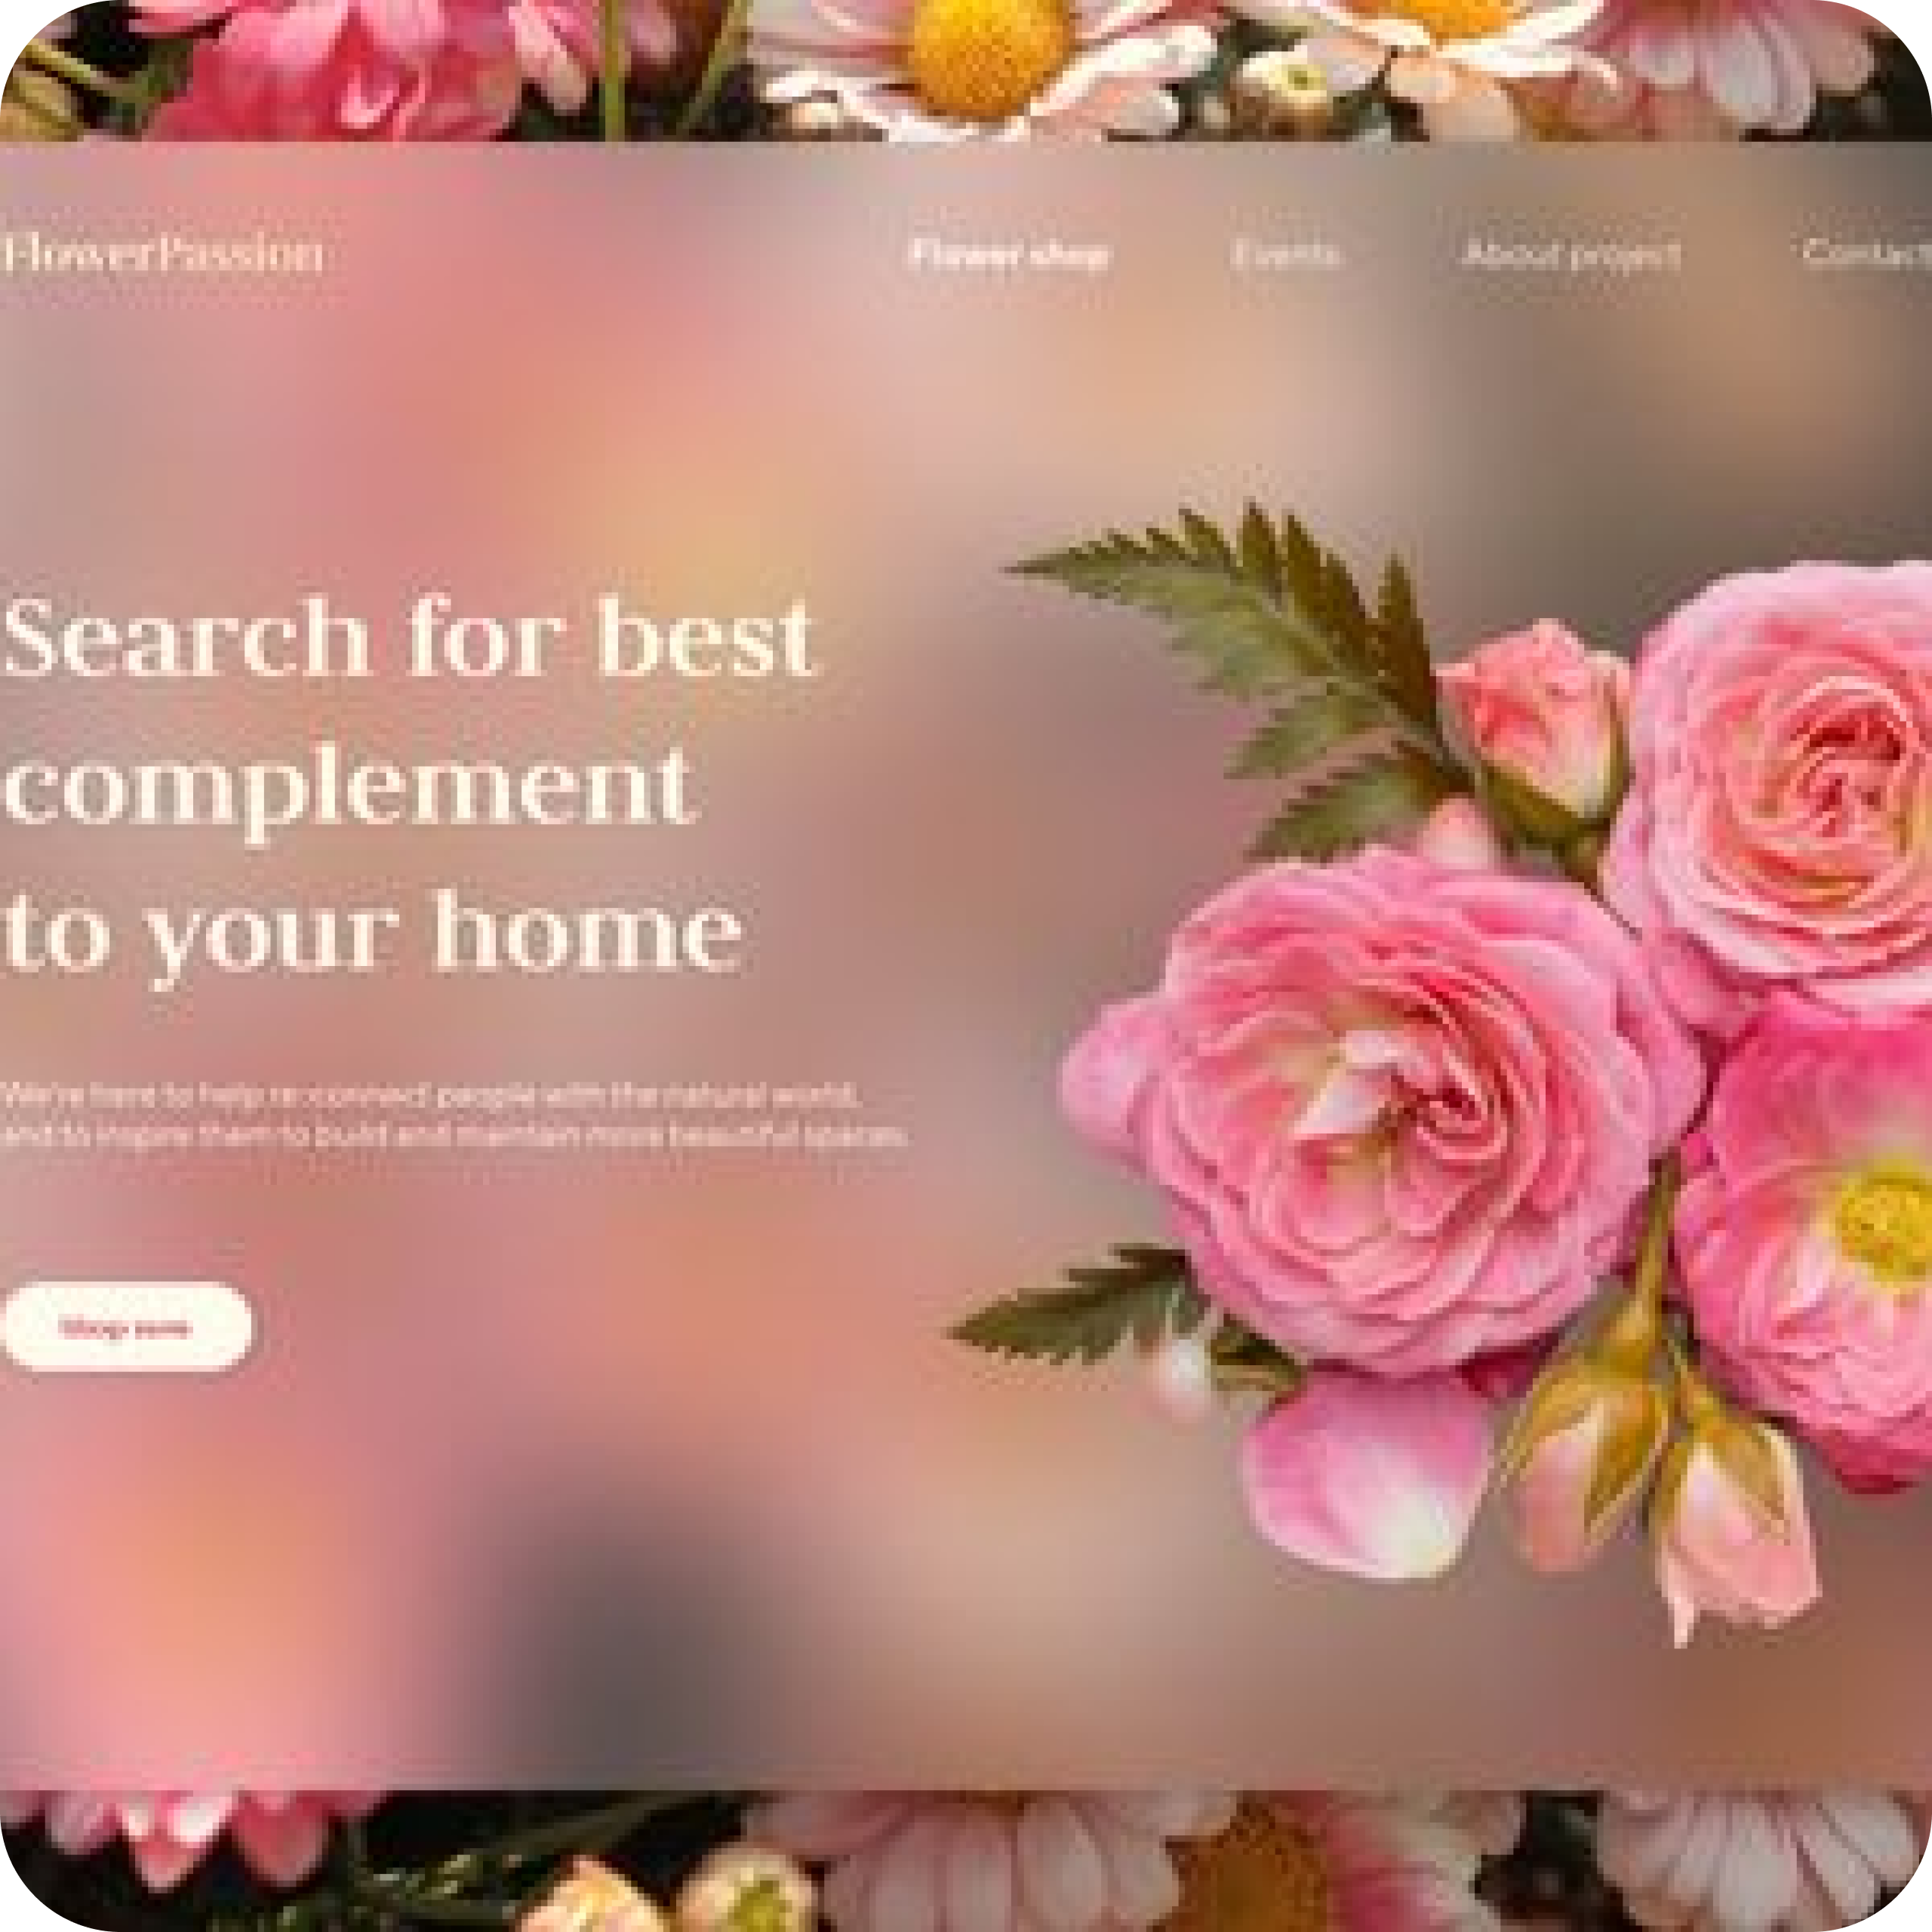 FlowerPassion
Flower shop
Events
About project
Contact
Search for best
complement
to your home
We're here to help re-connect people with the natural world,
and to inspire them to build and maintain more beautiful spaces.
Shop now